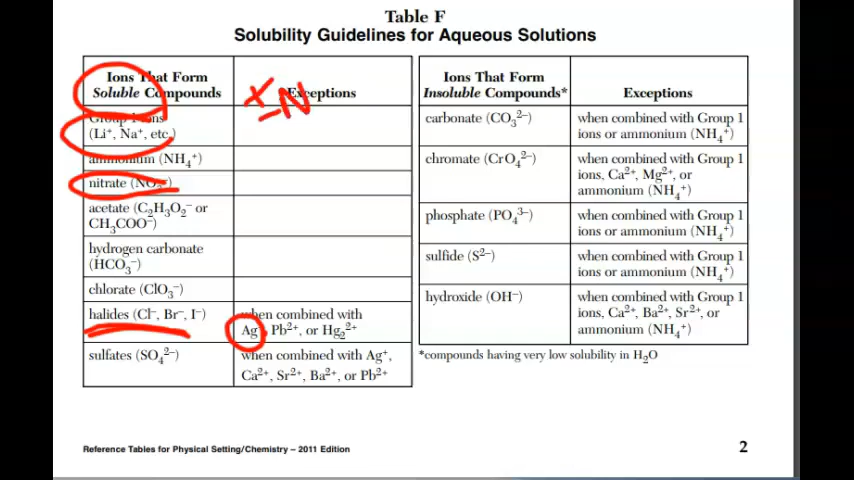 Table F
Solubility Guidelines for Aqueous Solutions
Ions That Form
Soluble Compounds
Exceptions
Group 1 ions
(Li⁺, Na⁺, etc.)
ammonium (NH₄⁺)
nitrate (NO₃⁻)
acetate (C₂H₃O₂⁻ or
CH₃COO⁻)
hydrogen carbonate
(HCO₃⁻)
chlorate (ClO₃⁻)
halides (Cl⁻, Br⁻, I⁻)
when combined with
Ag⁺, Pb²⁺, or Hg₂²⁺
sulfates (SO₄²⁻)
when combined with Ag⁺,
Ca²⁺, Sr²⁺, Ba²⁺, or Pb²⁺
Ions That Form
Insoluble Compounds*
Exceptions
carbonate (CO₃²⁻)
when combined with Group 1
ions or ammonium (NH₄⁺)
chromate (CrO₄²⁻)
when combined with Group 1
ions, Ca²⁺, Mg²⁺, or
ammonium (NH₄⁺)
phosphate (PO₄³⁻)
when combined with Group 1
ions or ammonium (NH₄⁺)
sulfide (S²⁻)
when combined with Group 1
ions or ammonium (NH₄⁺)
hydroxide (OH⁻)
when combined with Group 1
ions, Ca²⁺, Ba²⁺, Sr²⁺, or
ammonium (NH₄⁺)
*compounds having very low solubility in H₂O
Reference Tables for Physical Setting/Chemistry – 2011 Edition
2